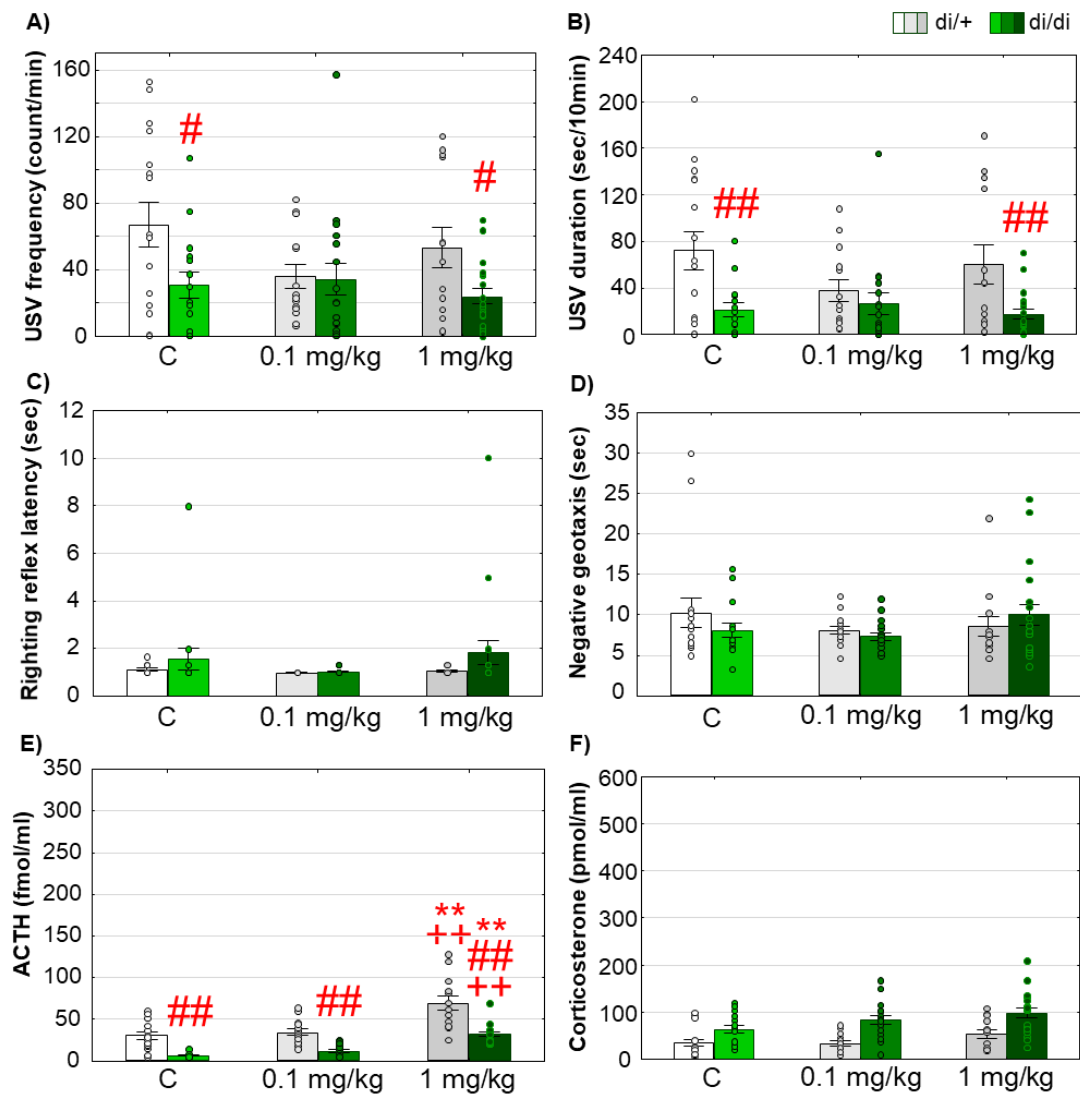 A)
USV frequency (count/min)
160
120
80
40
0
#
#
C
0.1 mg/kg
1 mg/kg
B)
di/+
di/di
USV duration (sec/10min)
240
200
160
120
80
40
0
##
##
C
0.1 mg/kg
1 mg/kg
C)
Righting reflex latency (sec)
12
10
8
6
4
2
0
C
0.1 mg/kg
1 mg/kg
D)
Negative geotaxis (sec)
35
30
25
20
15
10
5
0
C
0.1 mg/kg
1 mg/kg
E)
ACTH (fmol/ml)
350
300
250
200
150
100
50
0
##
##
**
++
**
##
++
C
0.1 mg/kg
1 mg/kg
F)
Corticosterone (pmol/ml)
600
500
400
300
200
100
0
C
0.1 mg/kg
1 mg/kg